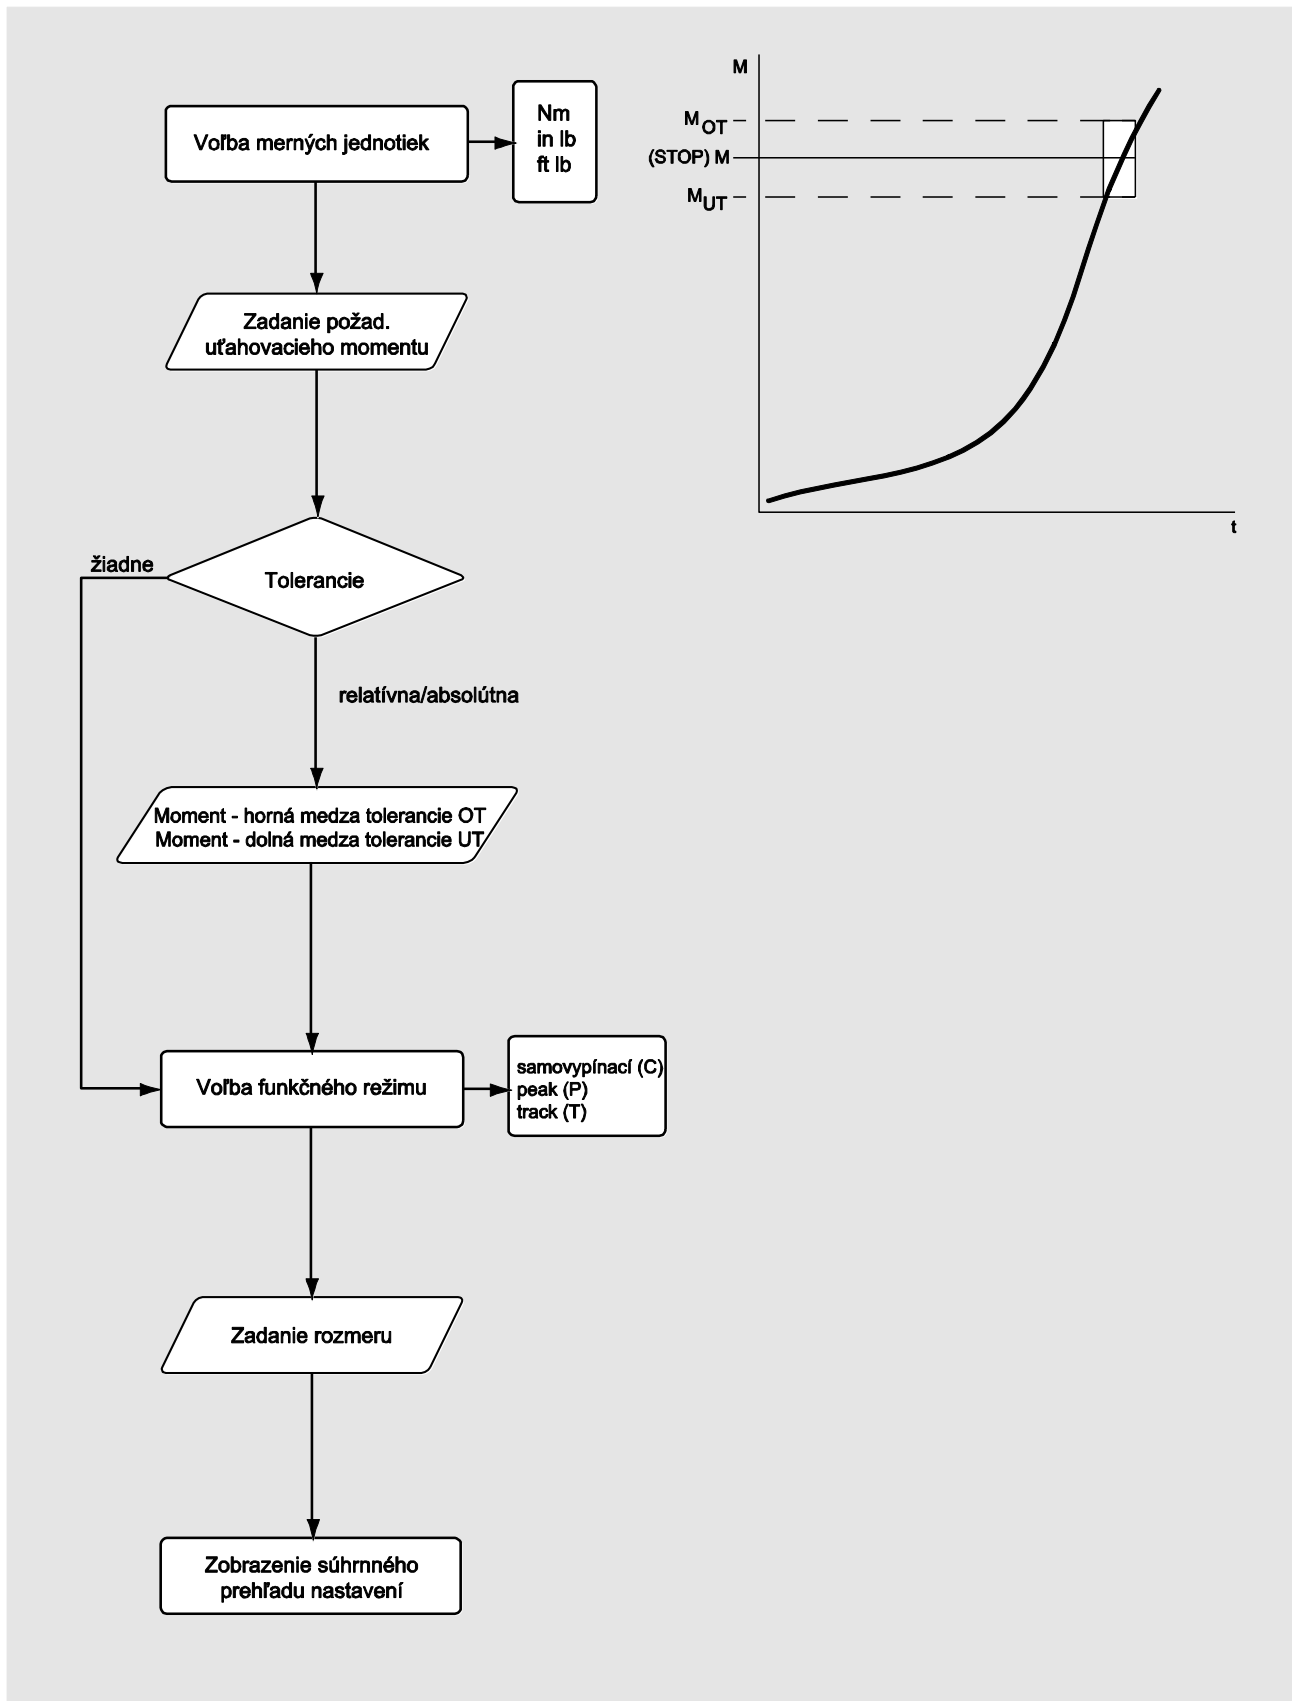 Voľba merných jednotiek
Nm
in lb
ft lb
Zadanie požad.
uťahovacieho momentu
Tolerancie
žiadne
relatívna/absolútna
Moment - horná medza tolerancie OT
Moment - dolná medza tolerancie UT
Voľba funkčného režimu
samovypínací (C)
peak (P)
track (T)
Zadanie rozmeru
Zobrazenie súhrnného
prehľadu nastavení
M
MOT
(STOP) M
MUT
t